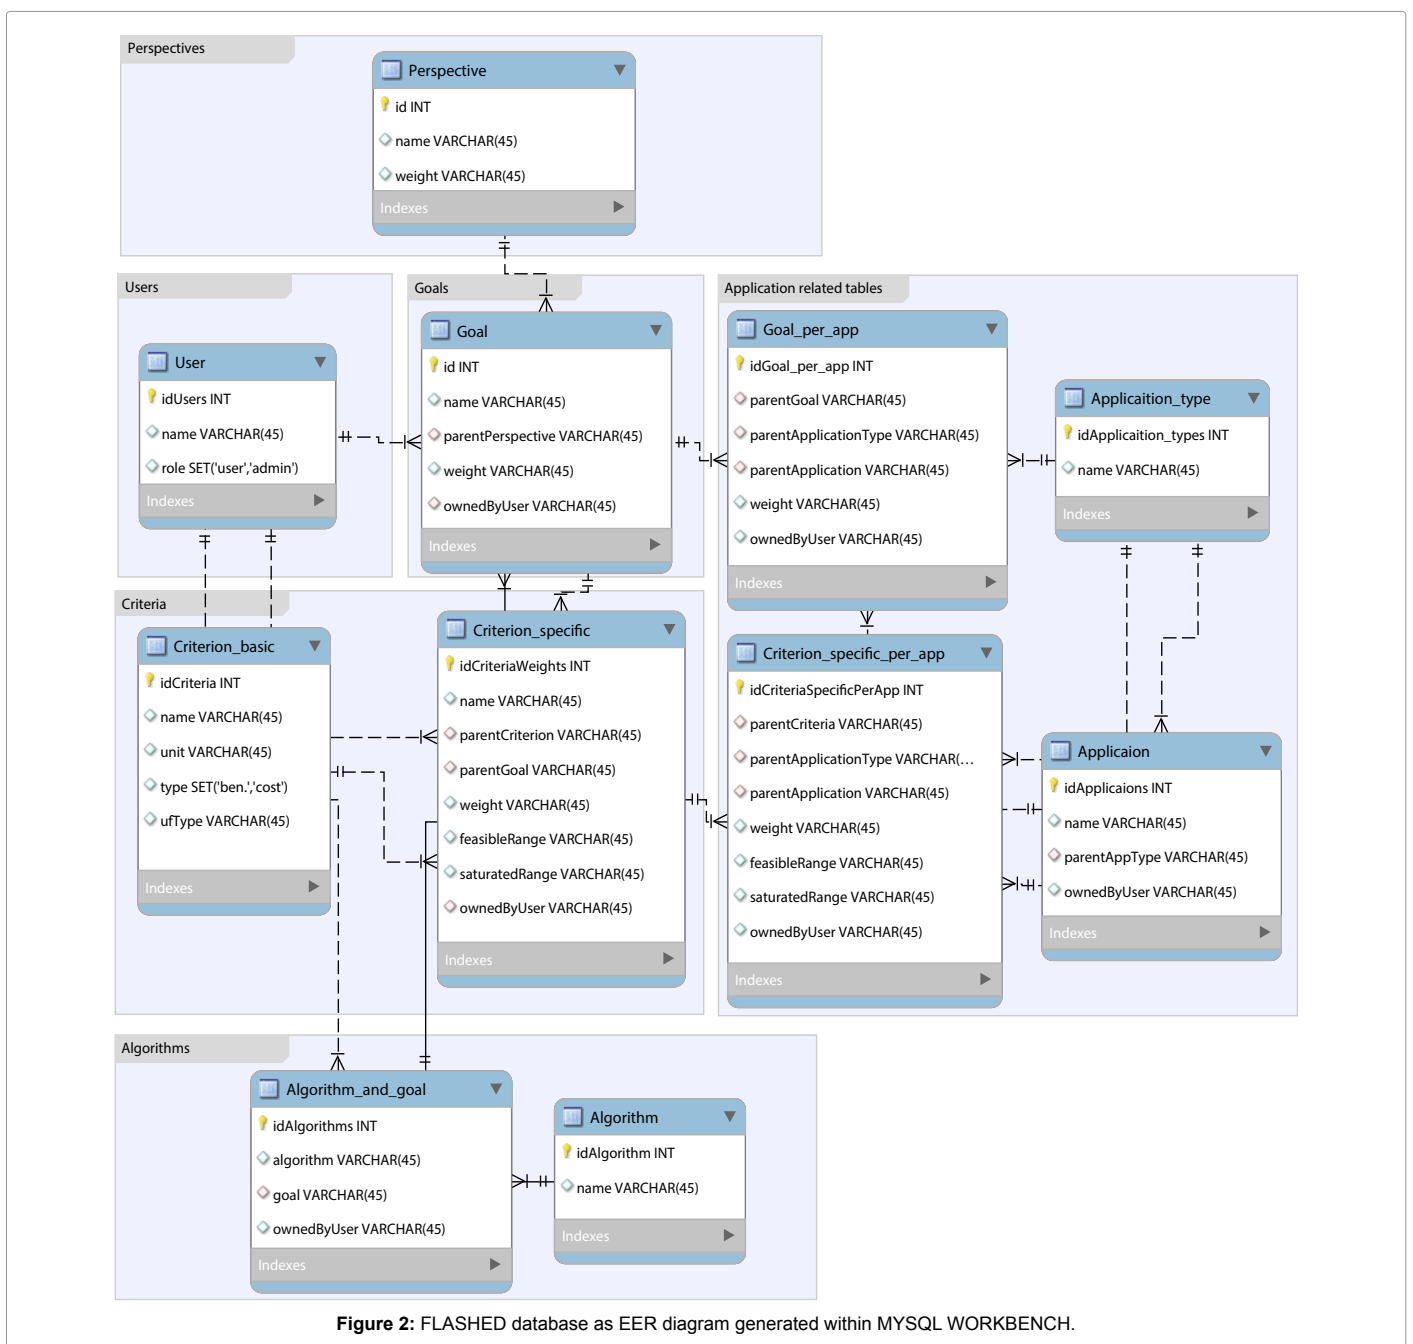 Perspectives
Perspective
id INT
name VARCHAR(45)
weight VARCHAR(45)
Indexes
Users
User
idUsers INT
name VARCHAR(45)
role SET('user','admin')
Indexes
Goals
Goal
id INT
name VARCHAR(45)
parentPerspective VARCHAR(45)
weight VARCHAR(45)
ownedByUser VARCHAR(45)
Indexes
Application related tables
Goal_per_app
idGoal_per_app INT
parentGoal VARCHAR(45)
parentApplicationType VARCHAR(45)
parentApplication VARCHAR(45)
weight VARCHAR(45)
ownedByUser VARCHAR(45)
Indexes
Applicaition_type
idApplicaition_types INT
name VARCHAR(45)
Indexes
Criteria
Criterion_basic
idCriteria INT
name VARCHAR(45)
unit VARCHAR(45)
type SET('ben.','cost')
ufType VARCHAR(45)
Indexes
Criterion_specific
idCriteriaWeights INT
name VARCHAR(45)
parentCriterion VARCHAR(45)
parentGoal VARCHAR(45)
weight VARCHAR(45)
feasibleRange VARCHAR(45)
saturatedRange VARCHAR(45)
ownedByUser VARCHAR(45)
Indexes
Criterion_specific_per_app
idCriteriaSpecificPerApp INT
parentCriteria VARCHAR(45)
parentApplicationType VARCHAR(...
parentApplication VARCHAR(45)
weight VARCHAR(45)
feasibleRange VARCHAR(45)
saturatedRange VARCHAR(45)
ownedByUser VARCHAR(45)
Indexes
Applicaion
idApplicaions INT
name VARCHAR(45)
parentAppType VARCHAR(45)
ownedByUser VARCHAR(45)
Indexes
Algorithms
Algorithm_and_goal
idAlgorithms INT
algorithm VARCHAR(45)
goal VARCHAR(45)
ownedByUser VARCHAR(45)
Indexes
Algorithm
idAlgorithm INT
name VARCHAR(45)
Indexes
Figure 2: FLASHED database as EER diagram generated within MYSQL WORKBENCH.